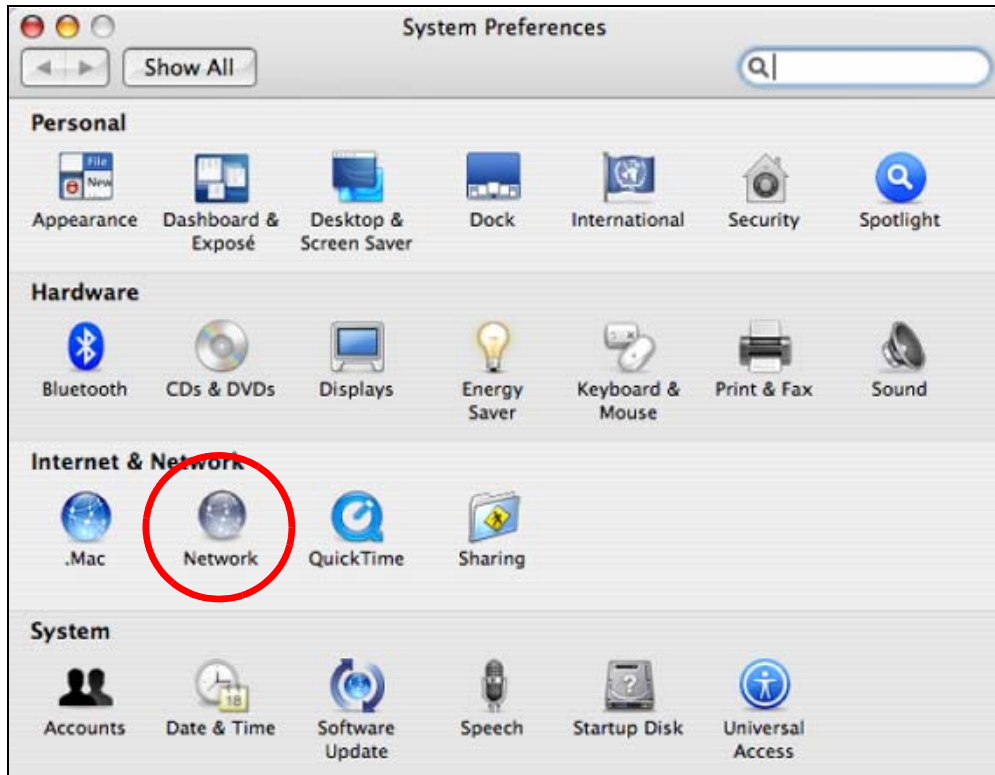 System Preferences
Show All
Personal
File
New
Appearance
Dashboard &
Exposé
Desktop &
Screen Saver
Dock
International
Security
Spotlight
Hardware
Bluetooth
CDs & DVDs
Displays
Energy
Saver
Keyboard &
Mouse
Print & Fax
Sound
Internet & Network
.Mac
Network
QuickTime
Sharing
System
18
?
Accounts
Date & Time
Software
Update
Speech
Startup Disk
Universal
Access